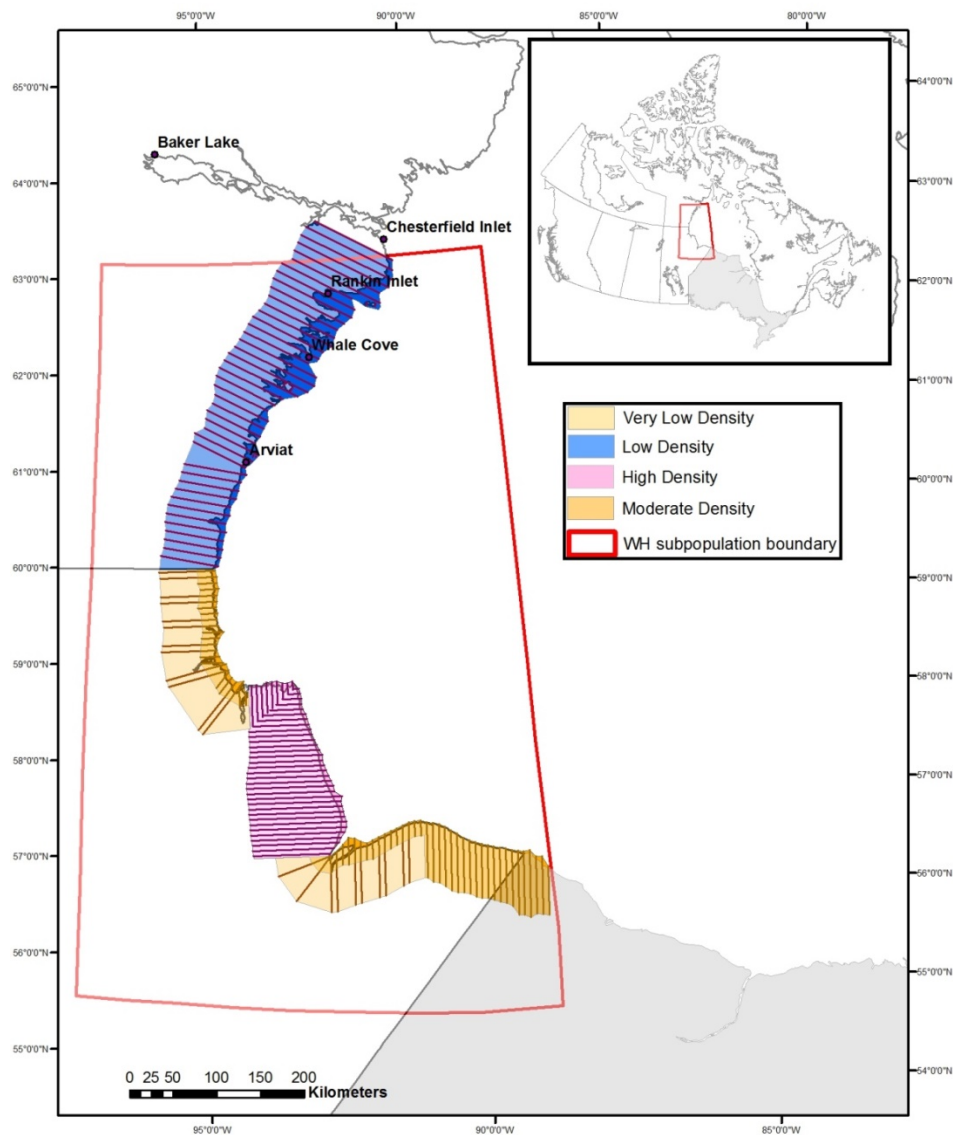 95°0'0"W 90°0'0"W 85°0'0"W 80°0'0"W
65°0'0"N
64°0'0"N
63°0'0"N
62°0'0"N
61°0'0"N
60°0'0"N
59°0'0"N
58°0'0"N
57°0'0"N
56°0'0"N
55°0'0"N
Baker Lake
Chesterfield Inlet
Rankin Inlet
Whale Cove
Arviat
Very Low Density
Low Density
High Density
Moderate Density
WH subpopulation boundary
64°0'0"N
63°0'0"N
62°0'0"N
61°0'0"N
60°0'0"N
59°0'0"N
58°0'0"N
57°0'0"N
56°0'0"N
55°0'0"N
54°0'0"N
0 25 50 100 150 200
Kilometers
95°0'0"W 90°0'0"W 85°0'0"W